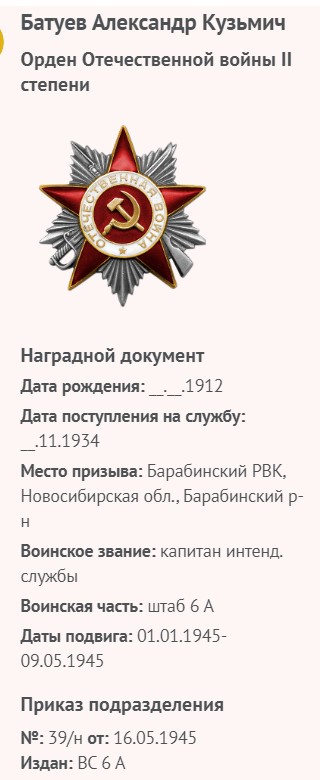 Батуев Александр Кузьмич
Орден Отечественной войны II
степени
ОТЕЧЕСТВЕННАЯ ВОЙНА
Наградной документ
Дата рождения: __.__.1912
Дата поступления на службу:
__.11.1934
Место призыва: Барабинский РВК,
Новосибирская обл., Барабинский р-
н
Воинское звание: капитан интенд.
службы
Воинская часть: штаб 6 А
Даты подвига: 01.01.1945-
09.05.1945
Приказ подразделения
№: 39/н от: 16.05.1945
Издан: ВС 6 А